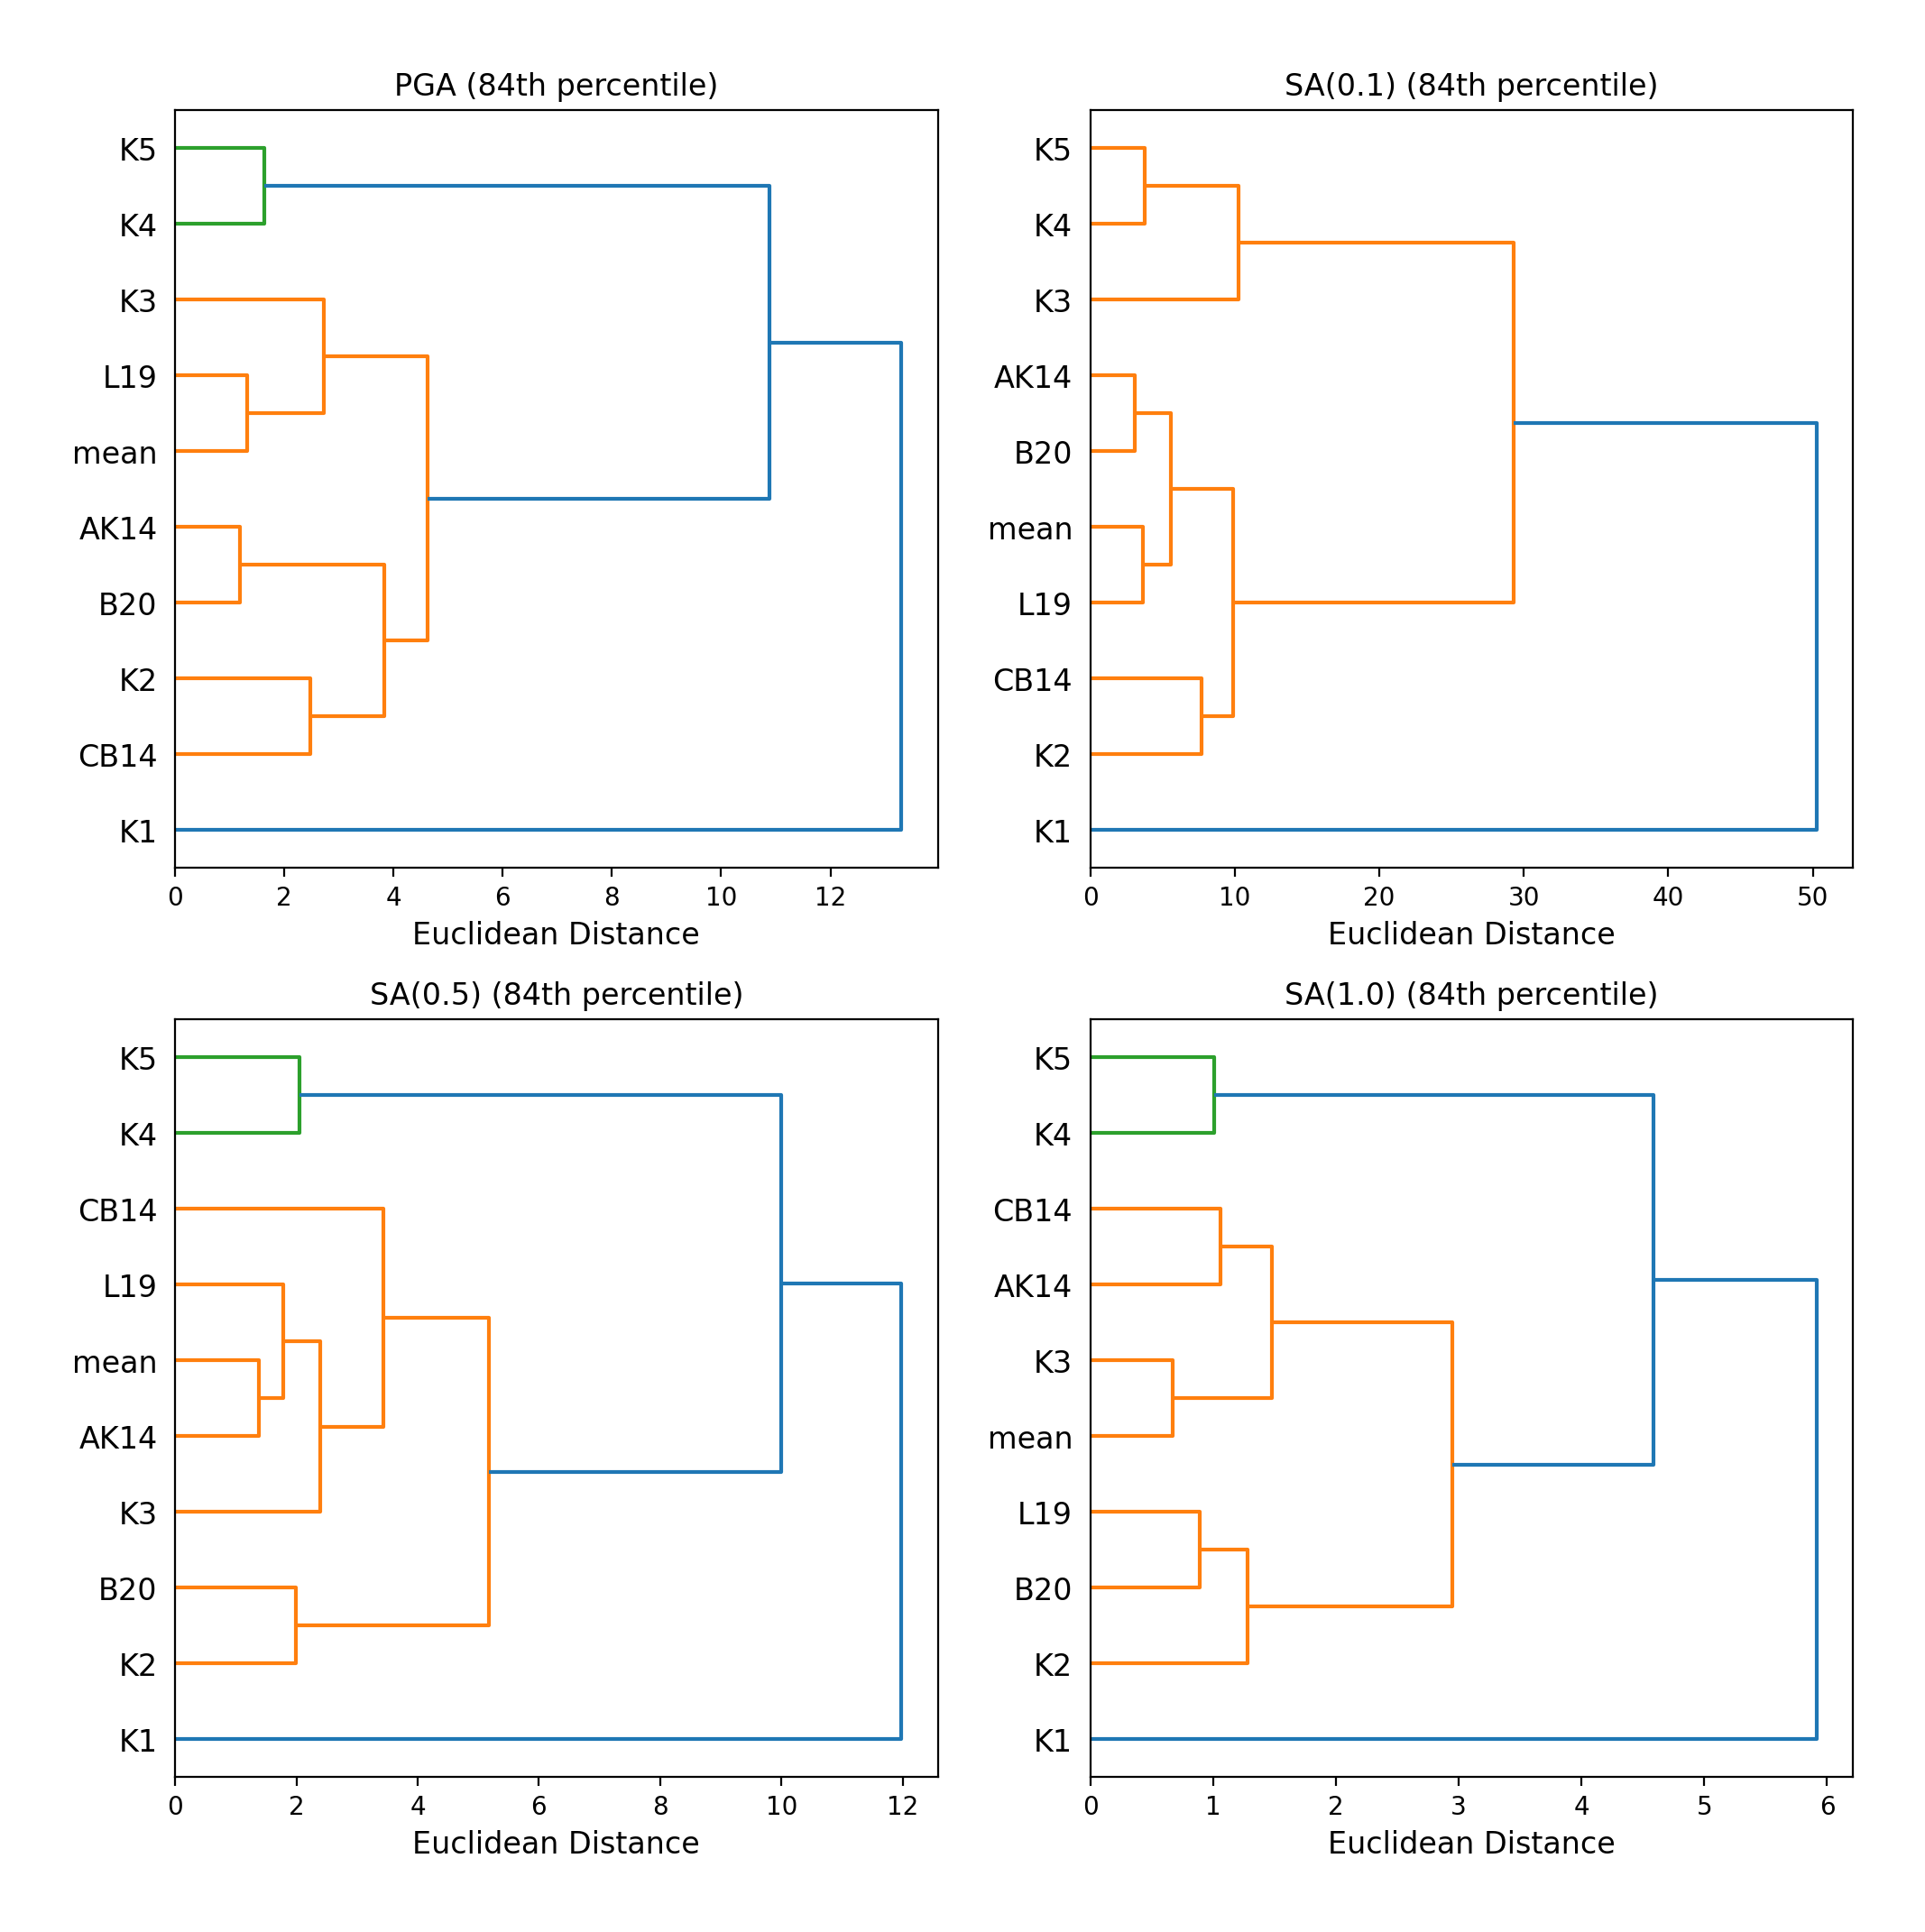 PGA (84th percentile)
K5
K4
K3
L19
mean
AK14
B20
K2
CB14
K1
0 2 4 6 8 10 12
Euclidean Distance
SA(0.1) (84th percentile)
K5
K4
K3
AK14
B20
mean
L19
CB14
K2
K1
0 10 20 30 40 50
Euclidean Distance
SA(0.5) (84th percentile)
K5
K4
CB14
L19
mean
AK14
K3
B20
K2
K1
0 2 4 6 8 10 12
Euclidean Distance
SA(1.0) (84th percentile)
K5
K4
CB14
AK14
K3
mean
L19
B20
K2
K1
0 1 2 3 4 5 6
Euclidean Distance